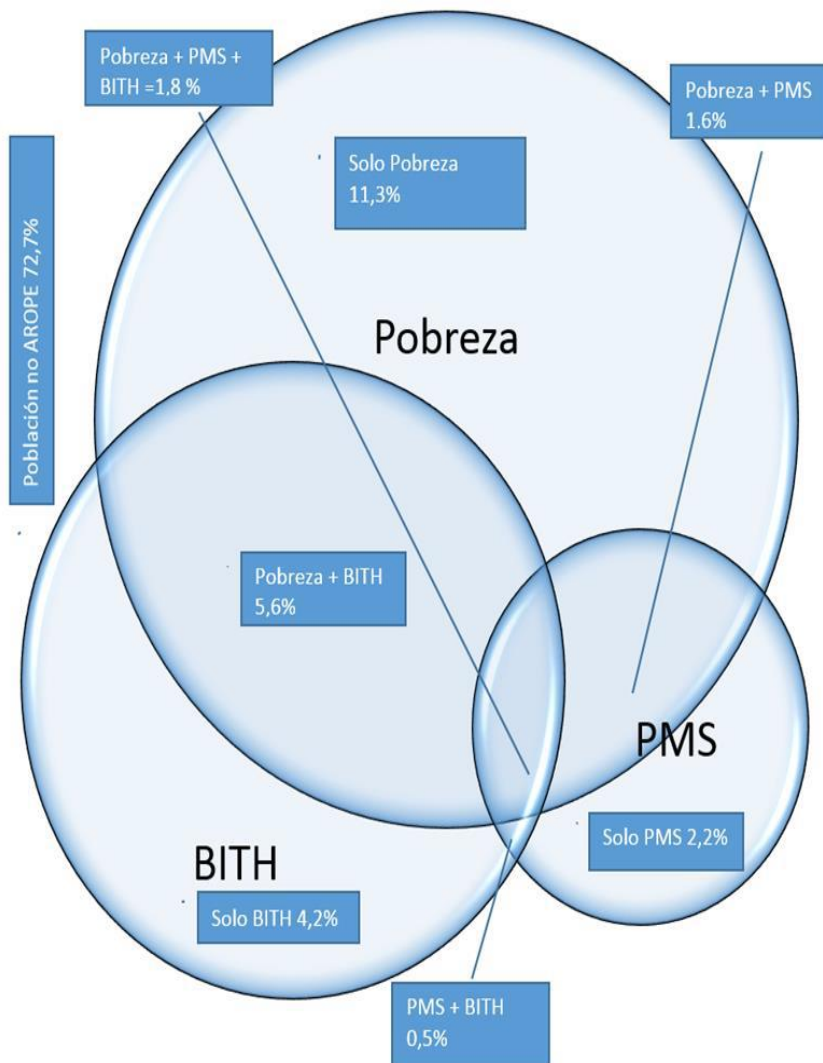 Pobreza + PMS +
BITH =1,8 %
Pobreza + PMS
1.6%
Solo Pobreza
11,3%
Población no AROPE 72,7%
Pobreza
Pobreza + BITH
5,6%
PMS
Solo PMS 2,2%
BITH
Solo BITH 4,2%
PMS + BITH
0,5%